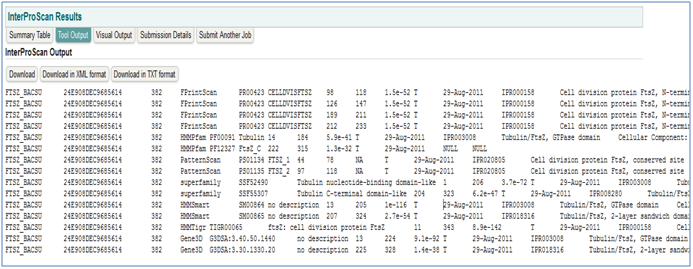 InterProScan Results
Summary Table Tool Output Visual Output Submission Details Submit Another Job
InterProScan Output
Download Download in XML format Download in TXT format
FTSZ_BACSU 24E908DEC9685614 382 FPrintScan PR00423 CELLDVISFTSZ 98 118 1.5e-52 T 29-Aug-2011 IPR000158 Cell division protein FtsZ, N-termin
FTSZ_BACSU 24E908DEC9685614 382 FPrintScan PR00423 CELLDVISFTSZ 126 147 1.5e-52 T 29-Aug-2011 IPR000158 Cell division protein FtsZ, N-termin
FTSZ_BACSU 24E908DEC9685614 382 FPrintScan PR00423 CELLDVISFTSZ 189 211 1.5e-52 T 29-Aug-2011 IPR000158 Cell division protein FtsZ, N-termin
FTSZ_BACSU 24E908DEC9685614 382 FPrintScan PR00423 CELLDVISFTSZ 212 233 1.5e-52 T 29-Aug-2011 IPR000158 Cell division protein FtsZ, N-termin
FTSZ_BACSU 24E908DEC9685614 382 HMMPfam PF00091 Tubulin 14 184 5.9e-41 T 29-Aug-2011 IPR003008 Tubulin/FtsZ, GTPase domain Cellular Component:
FTSZ_BACSU 24E908DEC9685614 382 HMMPfam PF12327 FtsZ_C 222 315 1.3e-32 T 29-Aug-2011 NULL NULL
FTSZ_BACSU 24E908DEC9685614 382 PatternScan PS01134 FTSZ_1 44 78 NA T 29-Aug-2011 IPR020805 Cell division protein FtsZ, conserved site
FTSZ_BACSU 24E908DEC9685614 382 PatternScan PS01135 FTSZ_2 97 118 NA T 29-Aug-2011 IPR020805 Cell division protein FtsZ, conserved site
FTSZ_BACSU 24E908DEC9685614 382 superfamily SSF52490 Tubulin nucleotide-binding domain-like 1 206 3.7e-72 T 29-Aug-2011 IPR003008 Tubu
FTSZ_BACSU 24E908DEC9685614 382 superfamily SSF55307 Tubulin C-terminal domain-like 204 323 6.2e-47 T 29-Aug-2011 IPR008280 Tubulin/Fts
FTSZ_BACSU 24E908DEC9685614 382 HMMSmart SM00864 no description 13 205 1e-116 T 29-Aug-2011 IPR003008 Tubulin/FtsZ, GTPase domain Cellul
FTSZ_BACSU 24E908DEC9685614 382 HMMSmart SM00865 no description 207 324 2.7e-54 T 29-Aug-2011 IPR018316 Tubulin/FtsZ, 2-layer sandwich doma
FTSZ_BACSU 24E908DEC9685614 382 HMMTigr TIGR00065 ftsZ: cell division protein FtsZ 11 343 8.9e-142 T 29-Aug-2011 IPR000158 Cell di
FTSZ_BACSU 24E908DEC9685614 382 Gene3D G3DSA:3.40.50.1440 no description 13 224 9.1e-92 T 29-Aug-2011 IPR003008 Tubulin/FtsZ, GTPase domain
FTSZ_BACSU 24E908DEC9685614 382 Gene3D G3DSA:3.30.1330.20 no description 225 328 1.4e-38 T 29-Aug-2011 IPR018316 Tubulin/FtsZ, 2-layer sandw